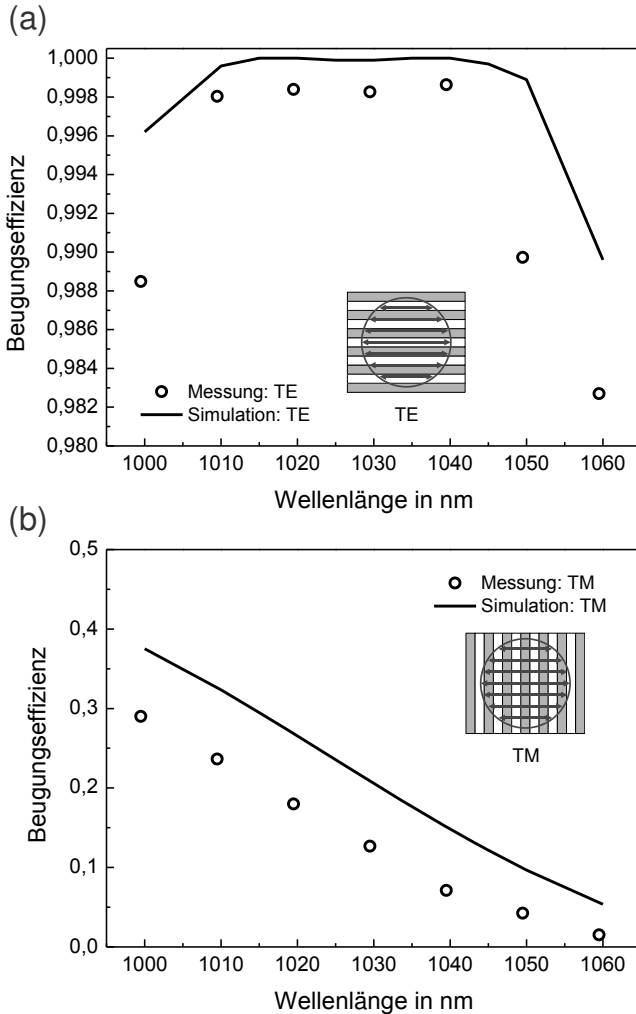 (a)
1,000
0,998
0,996
0,994
0,992
0,990
0,988
0,986
0,984
0,982
0,980
Beugungseffizienz
Messung: TE
Simulation: TE
TE
1000 1010 1020 1030 1040 1050 1060
Wellenlänge in nm
(b)
0,5
0,4
0,3
0,2
0,1
0,0
Beugungseffizienz
Messung: TM
Simulation: TM
TM
1000 1010 1020 1030 1040 1050 1060
Wellenlänge in nm